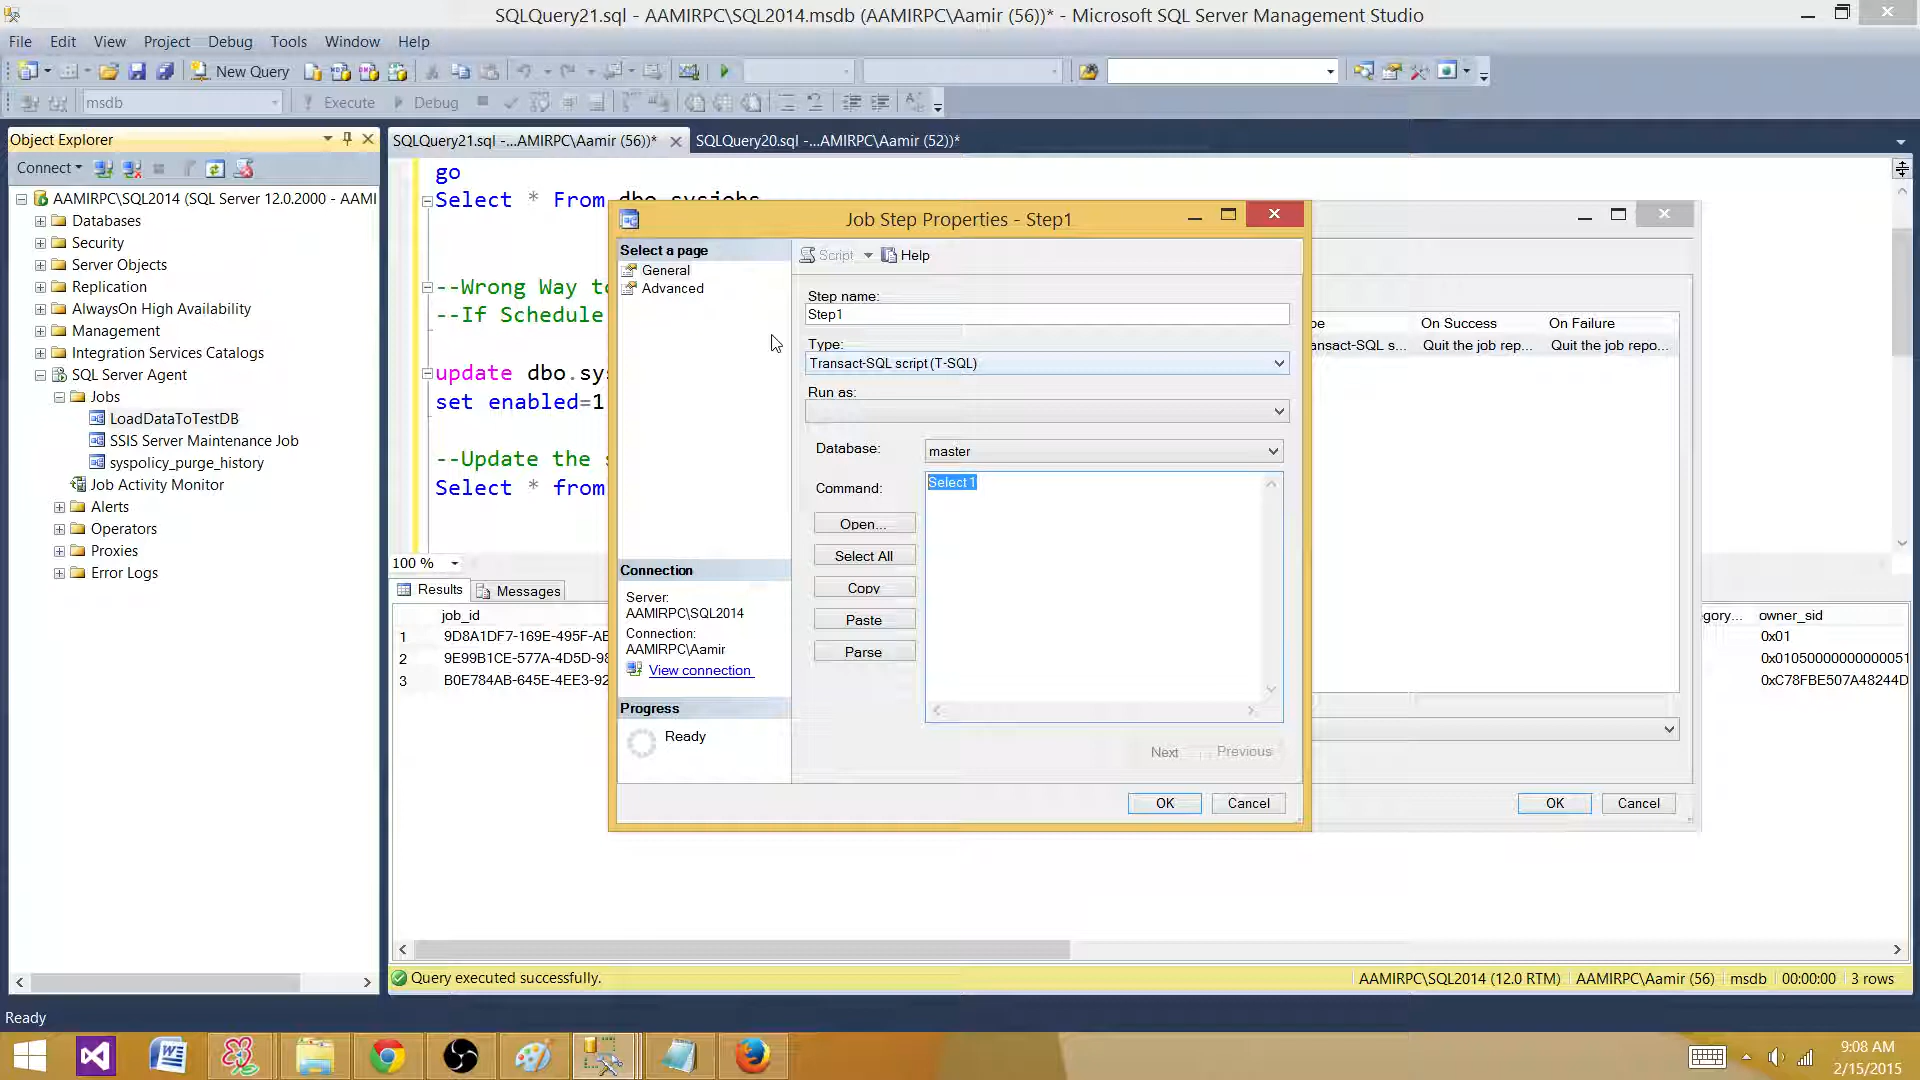 SQLQuery21.sql - AAMIRPC\SQL2014.msdb (AAMIRPC\Aamir (56))* - Microsoft SQL Server Management Studio
File Edit View Project Debug Tools Window Help
New Query
msdb Execute Debug
Object Explorer
SQLQuery21.sql -...AMIRPC\Aamir (56))* SQLQuery20.sql -...AMIRPC\Aamir (52))*
Connect
AAMIRPC\SQL2014 (SQL Server 12.0.2000 - AAMI
Databases
Security
Server Objects
Replication
AlwaysOn High Availability
Management
Integration Services Catalogs
SQL Server Agent
Jobs
LoadDataToTestDB
SSIS Server Maintenance Job
syspolicy_purge_history
Job Activity Monitor
Alerts
Operators
Proxies
Error Logs
go
Select * From dbo.sysjobs
--Wrong Way to
--If Schedule
update dbo.sys
set enabled=1
--Update the s
Select * from
100 %
Results Messages
job_id
1 9D8A1DF7-169E-495F-AE
2 9E99B1CE-577A-4D5D-98
3 B0E784AB-645E-4EE3-92
Job Step Properties - Step1
Select a page
General
Advanced
Script Help
Step name:
Step1
Type:
Transact-SQL script (T-SQL)
Run as:
Database: master
Command: Select 1
Open...
Select All
Copy
Paste
Parse
Connection
Server:
AAMIRPC\SQL2014
Connection:
AAMIRPC\Aamir
View connection
Progress
Ready
Next Previous
OK Cancel
pe On Success On Failure
ansact-SQL s... Quit the job rep... Quit the job repo...
OK Cancel
gory... owner_sid
0x01
0x01050000000000051
0xC78FBE507A48244D
Query executed successfully. AAMIRPC\SQL2014 (12.0 RTM) AAMIRPC\Aamir (56) msdb 00:00:00 3 rows
Ready
9:08 AM
2/15/2015